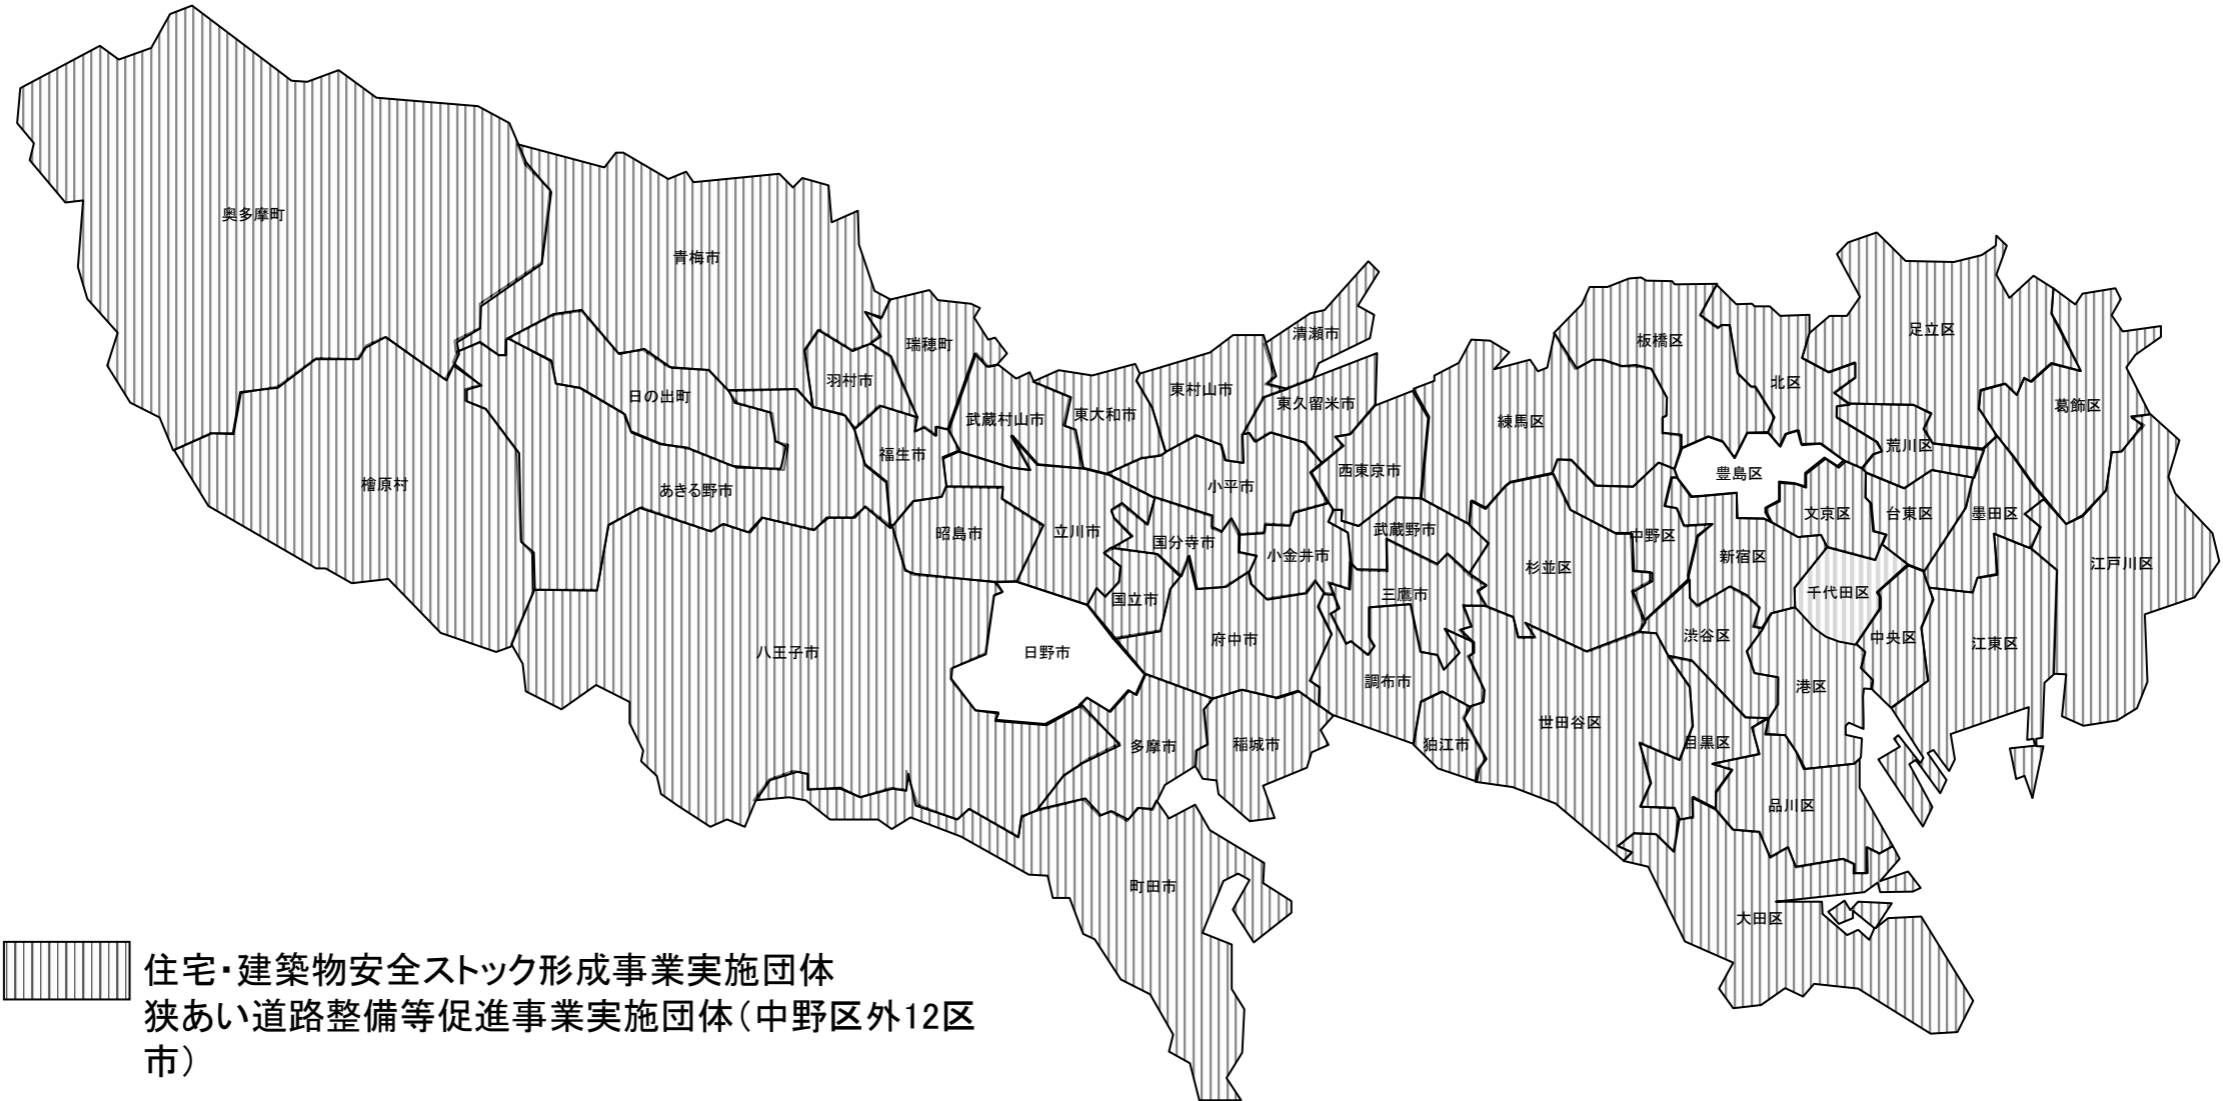 奥多摩町
青梅市
瑞穂町
羽村市
日の出町
檜原村
あきる野市
福生市
武蔵村山市
東大和市
東村山市
清瀬市
東久留米市
西東京市
小平市
昭島市
立川市
国分寺市
小金井市
武蔵野市
国立市
三鷹市
府中市
八王子市
日野市
調布市
多摩市
稲城市
狛江市
町田市
板橋区
北区
足立区
葛飾区
練馬区
荒川区
豊島区
文京区
台東区
墨田区
中野区
杉並区
新宿区
千代田区
江戸川区
渋谷区
中央区
江東区
港区
世田谷区
目黒区
品川区
大田区
住宅・建築物安全ストック形成事業実施団体
狭あい道路整備等促進事業実施団体（中野区外12区
市）